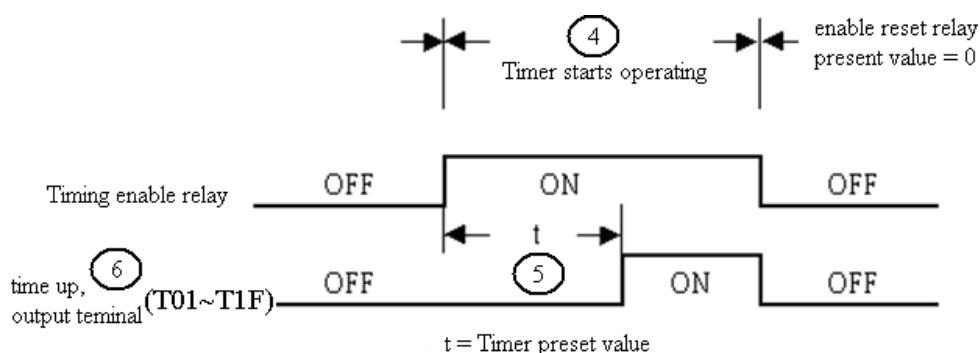 4
Timer starts operating
enable reset relay
present value = 0
Timing enable relay
OFF
ON
OFF
t
time up,
6
output teminal
(T01~T1F)
OFF
5
ON
OFF
t = Timer preset value